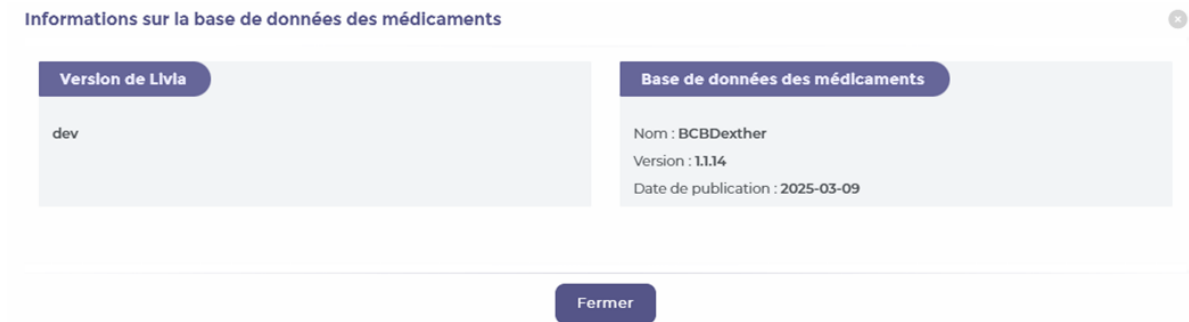 Informations sur la base de données des médicaments
Version de Livia
dev
Base de données des médicaments
Nom : BCBDexther
Version : 1.1.14
Date de publication : 2025-03-09
Fermer